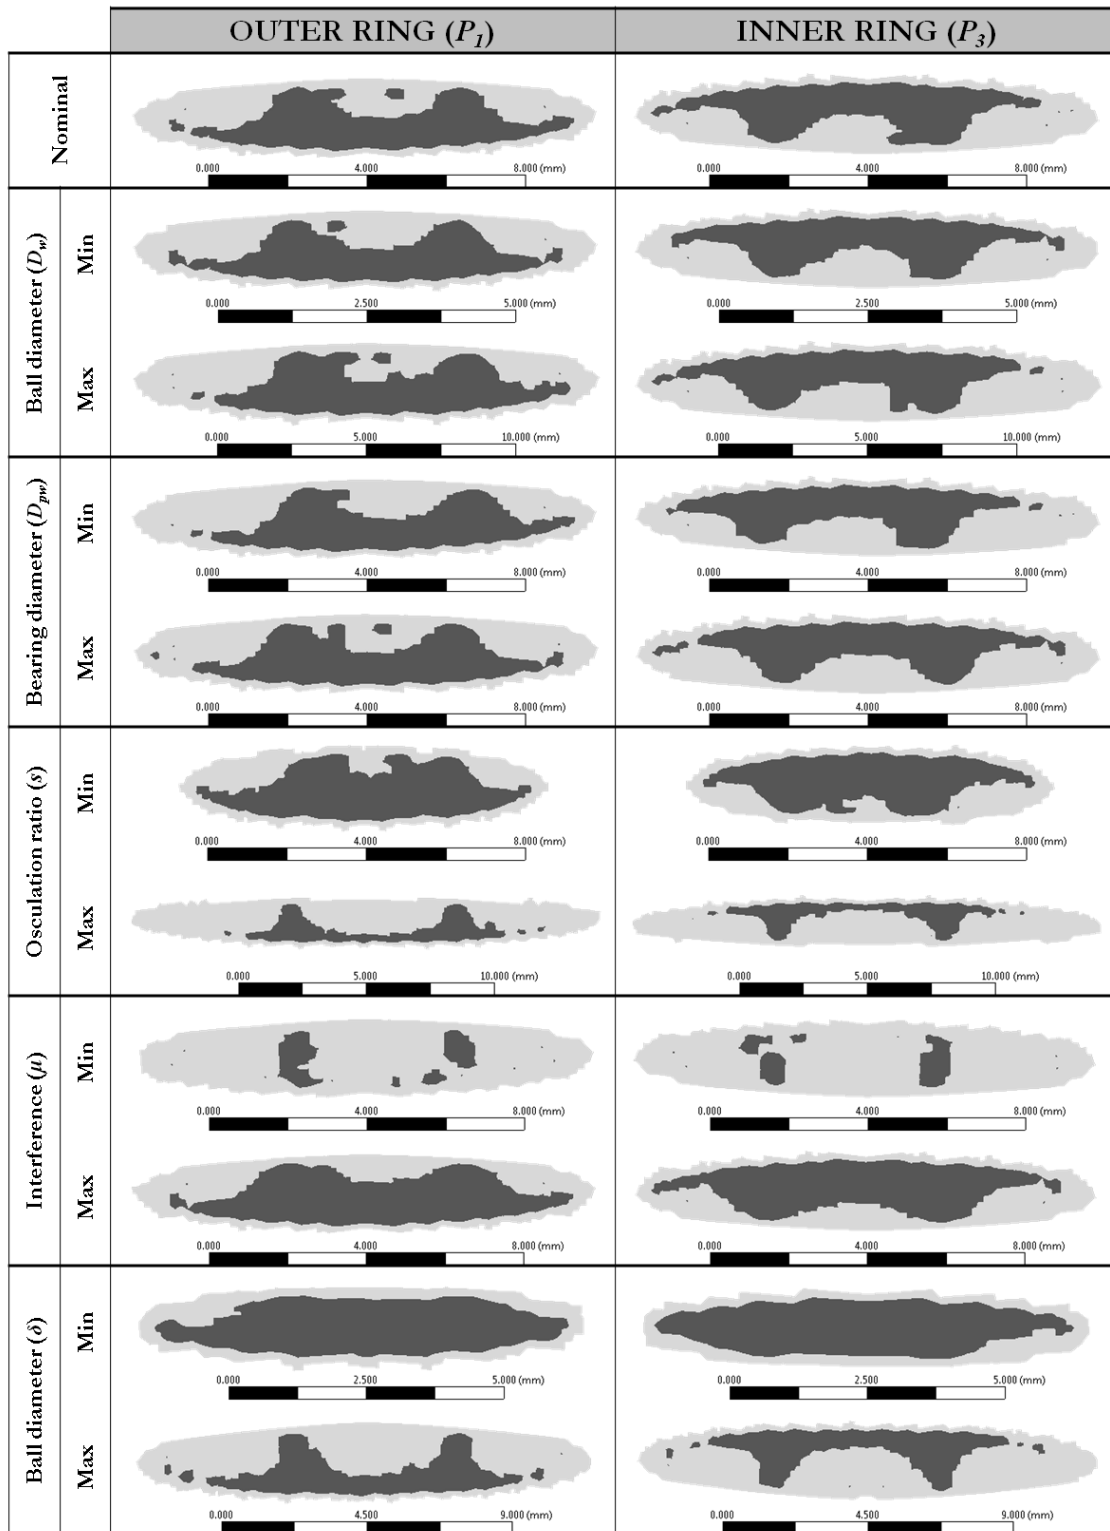 OUTER RING (P1) INNER RING (P3)
Nominal
0.000 4.000 8.000 (mm) 0.000 4.000 8.000 (mm)
Ball diameter (Dw)
Min
0.000 2.500 5.000 (mm) 0.000 2.500 5.000 (mm)
Max
0.000 5.000 10.000 (mm) 0.000 5.000 10.000 (mm)
Bearing diameter (Dpw)
Min
0.000 4.000 8.000 (mm) 0.000 4.000 8.000 (mm)
Max
0.000 4.000 8.000 (mm) 0.000 4.000 8.000 (mm)
Osculation ratio (s)
Min
0.000 4.000 8.000 (mm) 0.000 4.000 8.000 (mm)
Max
0.000 5.000 10.000 (mm) 0.000 5.000 10.000 (mm)
Interference (μ)
Min
0.000 4.000 8.000 (mm) 0.000 4.000 8.000 (mm)
Max
0.000 4.000 8.000 (mm) 0.000 4.000 8.000 (mm)
Ball diameter (δ)
Min
0.000 2.500 5.000 (mm) 0.000 2.500 5.000 (mm)
Max
0.000 4.500 9.000 (mm) 0.000 4.500 9.000 (mm)